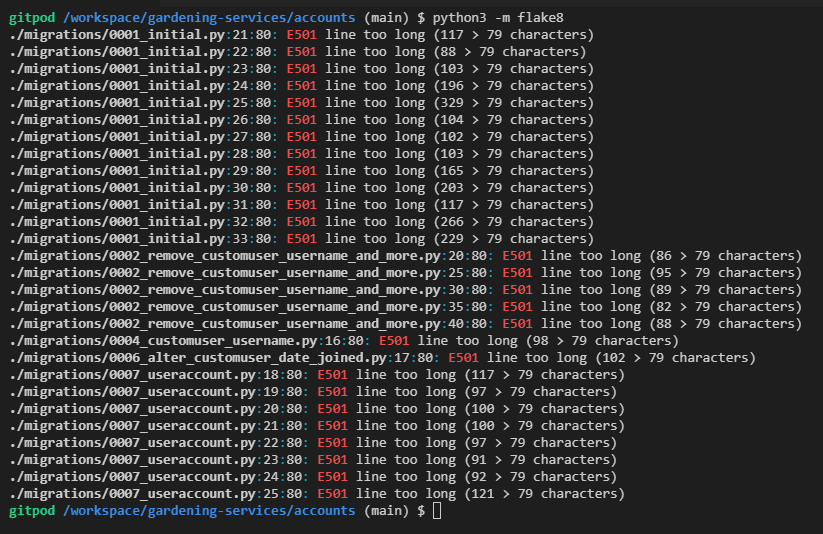 gitpod /workspace/gardening-services/accounts (main) $ python3 -m flake8
./migrations/0001_initial.py:21:80: E501 line too long (117 > 79 characters)
./migrations/0001_initial.py:22:80: E501 line too long (88 > 79 characters)
./migrations/0001_initial.py:23:80: E501 line too long (103 > 79 characters)
./migrations/0001_initial.py:24:80: E501 line too long (196 > 79 characters)
./migrations/0001_initial.py:25:80: E501 line too long (329 > 79 characters)
./migrations/0001_initial.py:26:80: E501 line too long (104 > 79 characters)
./migrations/0001_initial.py:27:80: E501 line too long (102 > 79 characters)
./migrations/0001_initial.py:28:80: E501 line too long (103 > 79 characters)
./migrations/0001_initial.py:29:80: E501 line too long (165 > 79 characters)
./migrations/0001_initial.py:30:80: E501 line too long (203 > 79 characters)
./migrations/0001_initial.py:31:80: E501 line too long (117 > 79 characters)
./migrations/0001_initial.py:32:80: E501 line too long (266 > 79 characters)
./migrations/0001_initial.py:33:80: E501 line too long (229 > 79 characters)
./migrations/0002_remove_customuser_username_and_more.py:20:80: E501 line too long (86 > 79 characters)
./migrations/0002_remove_customuser_username_and_more.py:25:80: E501 line too long (95 > 79 characters)
./migrations/0002_remove_customuser_username_and_more.py:30:80: E501 line too long (89 > 79 characters)
./migrations/0002_remove_customuser_username_and_more.py:35:80: E501 line too long (82 > 79 characters)
./migrations/0002_remove_customuser_username_and_more.py:40:80: E501 line too long (88 > 79 characters)
./migrations/0004_customuser_username.py:16:80: E501 line too long (98 > 79 characters)
./migrations/0006_alter_customuser_date_joined.py:17:80: E501 line too long (102 > 79 characters)
./migrations/0007_useraccount.py:18:80: E501 line too long (117 > 79 characters)
./migrations/0007_useraccount.py:19:80: E501 line too long (97 > 79 characters)
./migrations/0007_useraccount.py:20:80: E501 line too long (100 > 79 characters)
./migrations/0007_useraccount.py:21:80: E501 line too long (100 > 79 characters)
./migrations/0007_useraccount.py:22:80: E501 line too long (97 > 79 characters)
./migrations/0007_useraccount.py:23:80: E501 line too long (91 > 79 characters)
./migrations/0007_useraccount.py:24:80: E501 line too long (92 > 79 characters)
./migrations/0007_useraccount.py:25:80: E501 line too long (121 > 79 characters)
gitpod /workspace/gardening-services/accounts (main) $